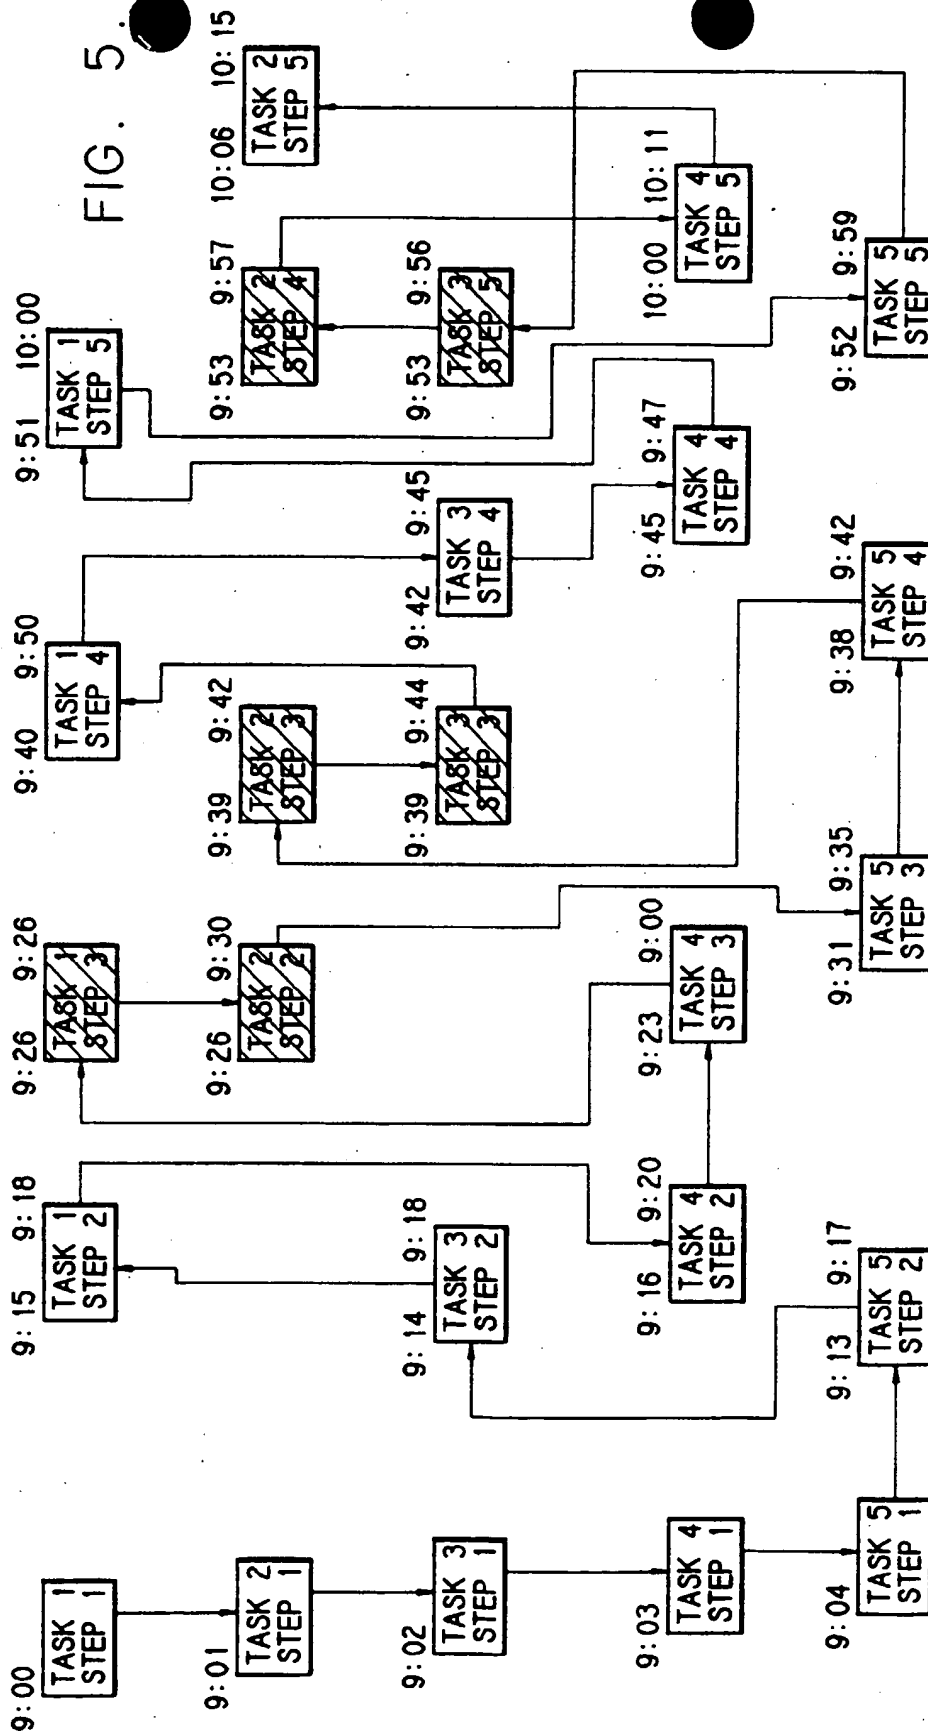 FIG. 5.
9:00
TASK 1
STEP 1
9:15 9:18
TASK 1
STEP 2
9:26 9:26
TASK 1
STEP 3
9:40 9:50
TASK 1
STEP 4
9:51 10:00
TASK 1
STEP 5
9:01
TASK 2
STEP 1
9:26 9:30
TASK 2
STEP 2
9:39 9:42
TASK 2
STEP 3
9:53 9:57
TASK 2
STEP 4
10:06 10:15
TASK 2
STEP 5
9:02
TASK 3
STEP 1
9:14 9:18
TASK 3
STEP 2
9:39 9:44
TASK 3
STEP 3
9:42 9:45
TASK 3
STEP 4
9:53 9:56
TASK 3
STEP 5
9:03
TASK 4
STEP 1
9:16 9:20
TASK 4
STEP 2
9:23 9:00
TASK 4
STEP 3
9:45 9:47
TASK 4
STEP 4
10:00 10:11
TASK 4
STEP 5
9:04
TASK 5
STEP 1
9:13 9:17
TASK 5
STEP 2
9:31 9:35
TASK 5
STEP 3
9:38 9:42
TASK 5
STEP 4
9:52 9:59
TASK 5
STEP 5